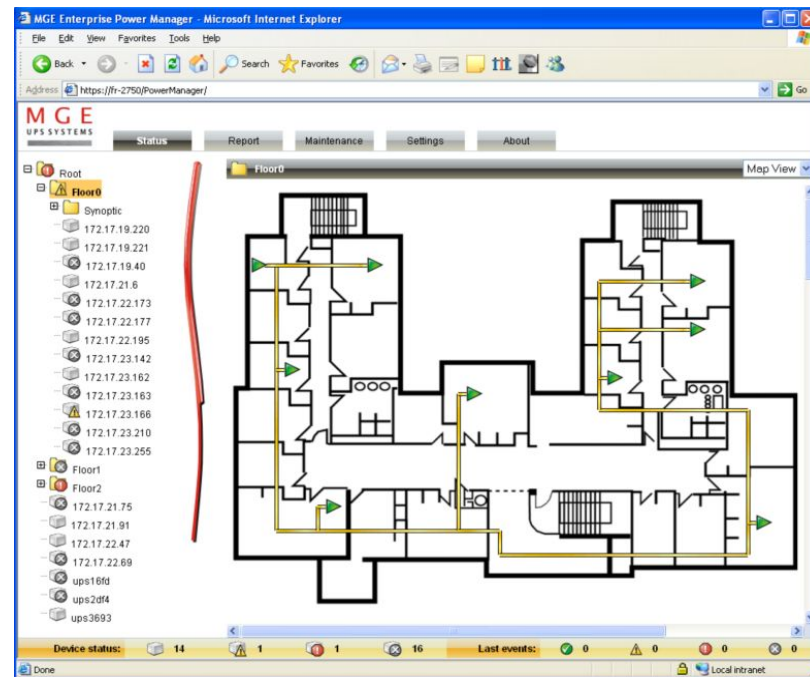 MGE Enterprise Power Manager - Microsoft Internet Explorer
File Edit View Favorites Tools Help
Back Search Favorites
Address https://fr-2750/PowerManager/ Go
MGE
UPS SYSTEMS
Status Report Maintenance Settings About
Root
Floor0
Synoptic
172.17.19.220
172.17.19.221
172.17.19.40
172.17.21.6
172.17.22.173
172.17.22.177
172.17.22.195
172.17.23.142
172.17.23.162
172.17.23.163
172.17.23.166
172.17.23.210
172.17.23.255
Floor1
Floor2
172.17.21.75
172.17.21.91
172.17.22.47
172.17.22.69
ups16fd
ups2df4
ups3693
Floor0 Map View
Device status: 14 1 1 16 Last events: 0 0 0 0
Done Local intranet